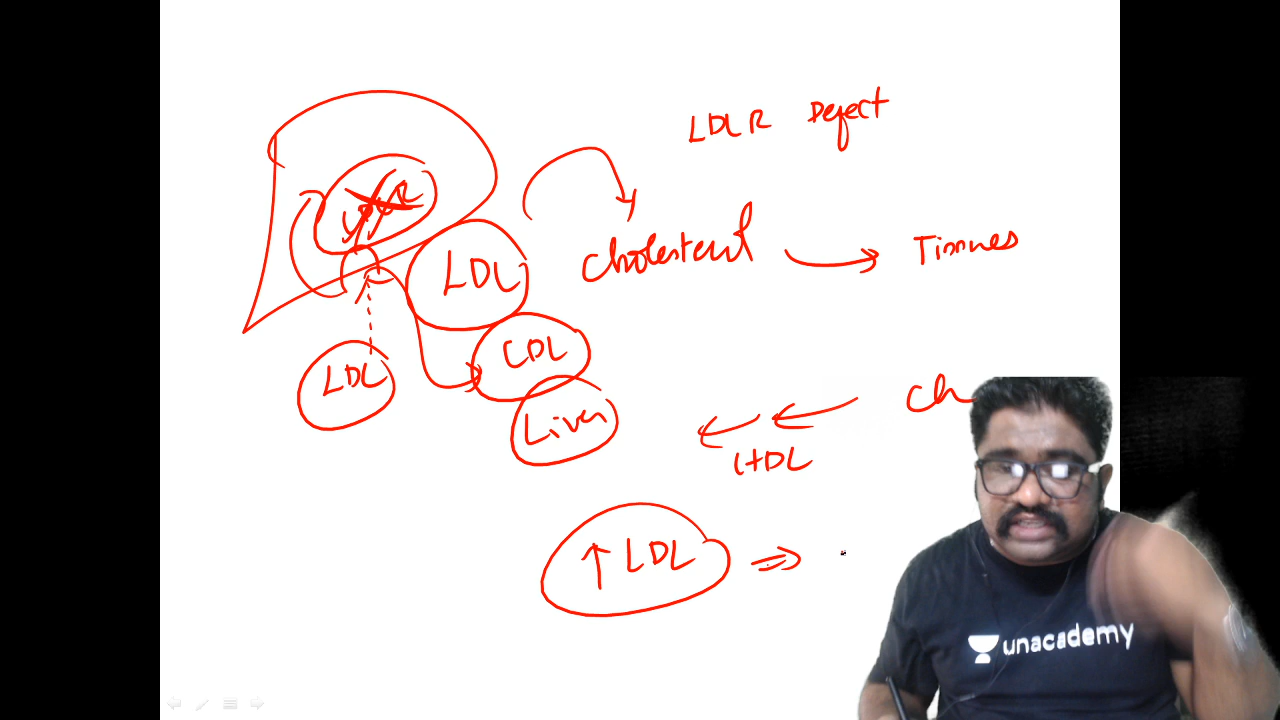 LDLR Defect
LDL
Cholesterol
Tissues
LDL
LDL
Liver
Ch
HDL
↑ LDL ⇒
unacademy